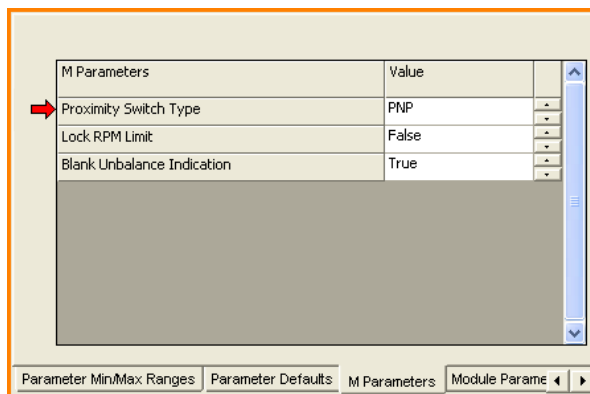 M Parameters Value
Proximity Switch Type PNP
Lock RPM Limit False
Blank Unbalance Indication True
Parameter Min/Max Ranges Parameter Defaults M Parameters Module Parame